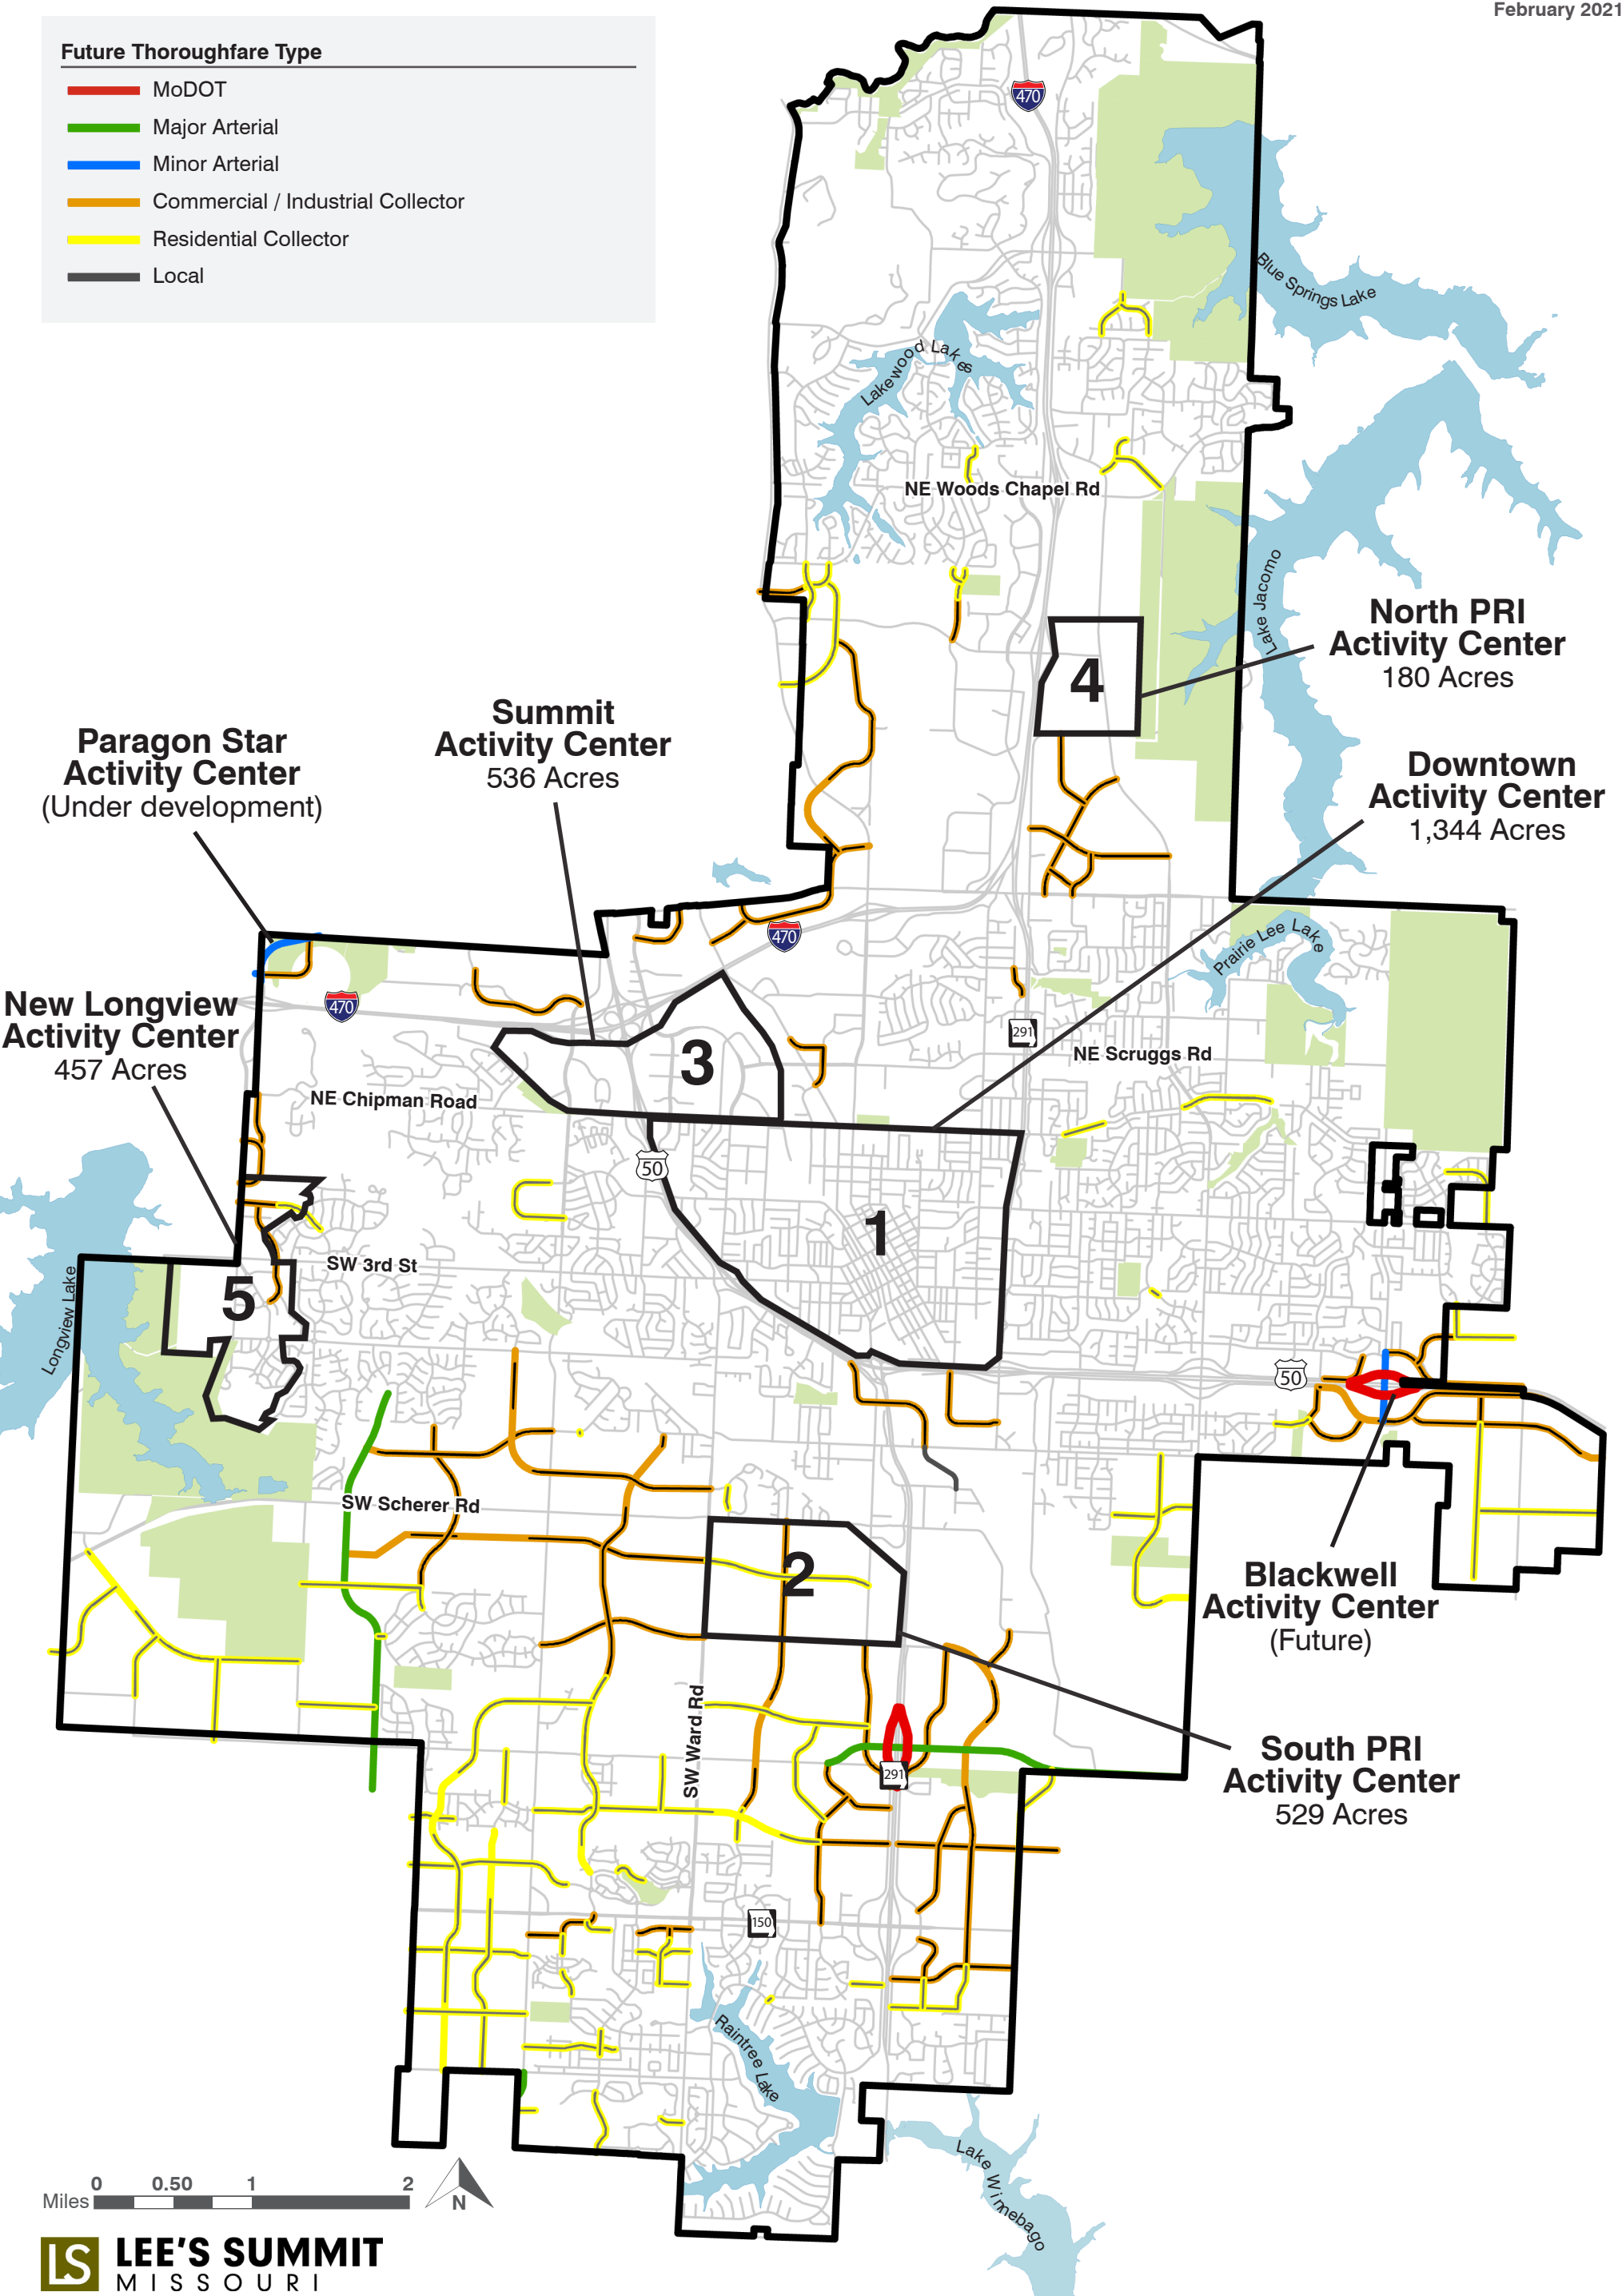 February 2021
Future Thoroughfare Type
MoDOT
Major Arterial
Minor Arterial
Commercial / Industrial Collector
Residential Collector
Local
470
Blue Springs Lake
Lakewood Lakes
NE Woods Chapel Rd
Lake Jacomo
North PRI
Activity Center
180 Acres
4
Summit
Activity Center
536 Acres
Paragon Star
Activity Center
(Under development)
Downtown
Activity Center
1,344 Acres
470
Prairie Lee Lake
470
New Longview
Activity Center
457 Acres
291
NE Scruggs Rd
3
NE Chipman Road
50
1
SW 3rd St
5
Longview Lake
50
SW Scherer Rd
2
Blackwell
Activity Center
(Future)
SW Ward Rd
South PRI
Activity Center
529 Acres
291
150
Raintree Lake
Lake Winnebago
0 0.50 1 2
Miles
N
LS LEE'S SUMMIT
MISSOURI